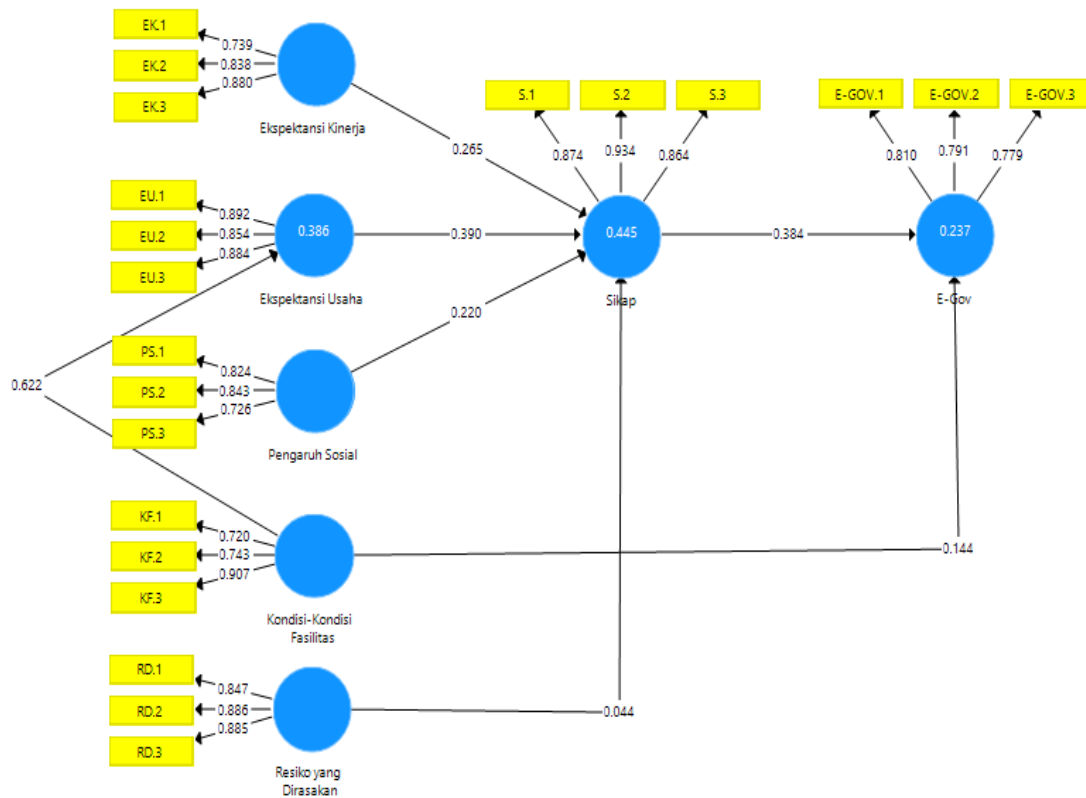 EK.1
0.739
EK.2
0.838
EK.3
0.880
Ekspektansi Kinerja
0.265
S.1
S.2
S.3
0.874
0.934
0.864
E-GOV.1
E-GOV.2
E-GOV.3
0.810
0.791
0.779
EU.1
0.892
EU.2
0.854
EU.3
0.884
0.386
Ekspektansi Usaha
0.390
0.445
Sikap
0.384
0.237
E-Gov
0.220
PS.1
0.824
PS.2
0.843
PS.3
0.726
Pengaruh Sosial
0.622
KF.1
0.720
KF.2
0.743
KF.3
0.907
Kondisi-Kondisi
Fasilitas
0.144
RD.1
0.847
RD.2
0.886
RD.3
0.885
Resiko yang
Dirasakan
0.044